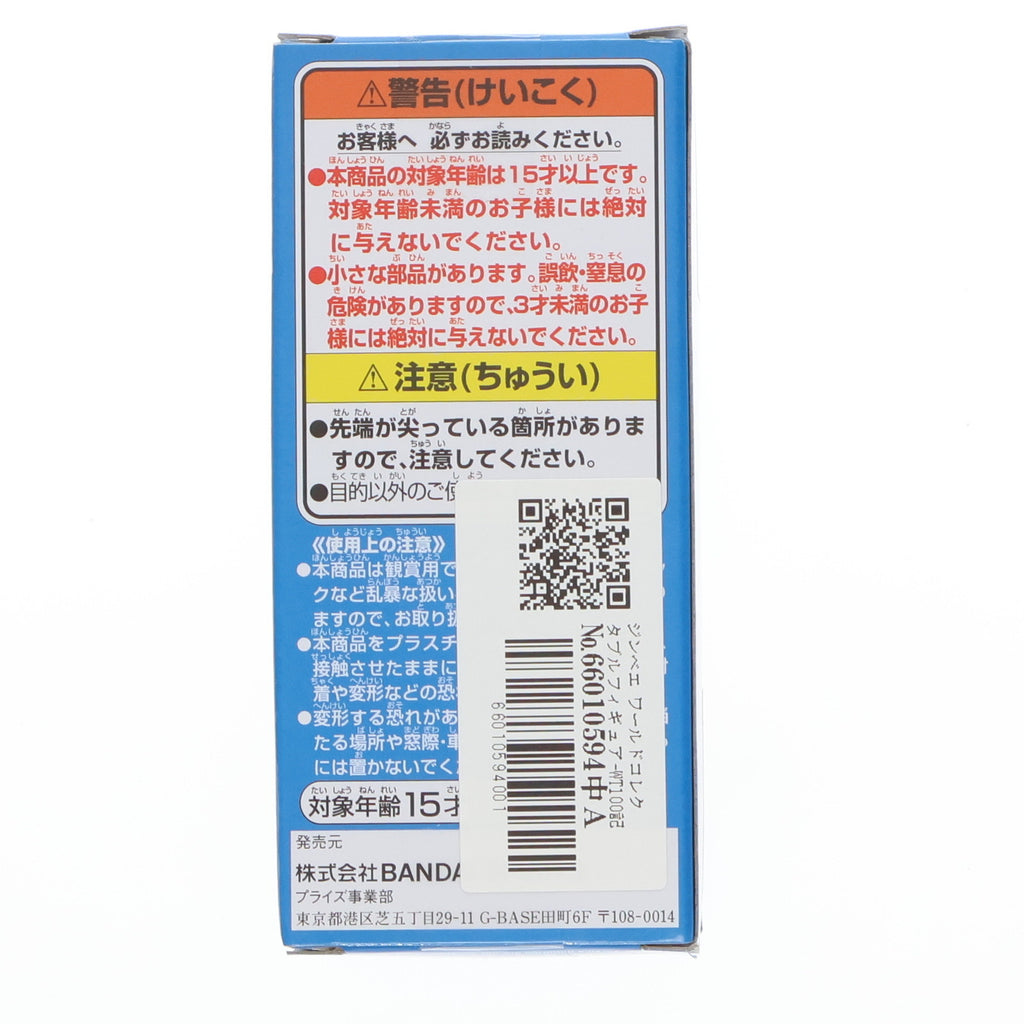 ⚠警告(けいこく)
お客様へ 必ずお読みください。
●本商品の対象年齢は15才以上です。
対象年齢未満のお子様には絶対
に与えないでください。
●小さな部品があります。誤飲・窒息の
危険がありますので、3才未満のお子
様には絶対に与えないでください。
⚠注意(ちゅうい)
●先端が尖っている箇所がありま
すので、注意してください。
●目的以外のご使
《使用上の注意》
●本商品は観賞用で
クなど乱暴な扱い
ますので、お取り扱
●本商品をプラスチ
接触させたままに
着や変形などの恐
●変形する恐れがあ
たる場所や窓際・車
には置かないでく
対象年齢15才
発売元
株式会社BANDA
プライズ事業部
東京都港区芝五丁目29-11 G-BASE田町6F 〒108-0014
ジンベエ ワールドコレク
タブルフィギュア-WT100記
No.66010594中 A
66010594001